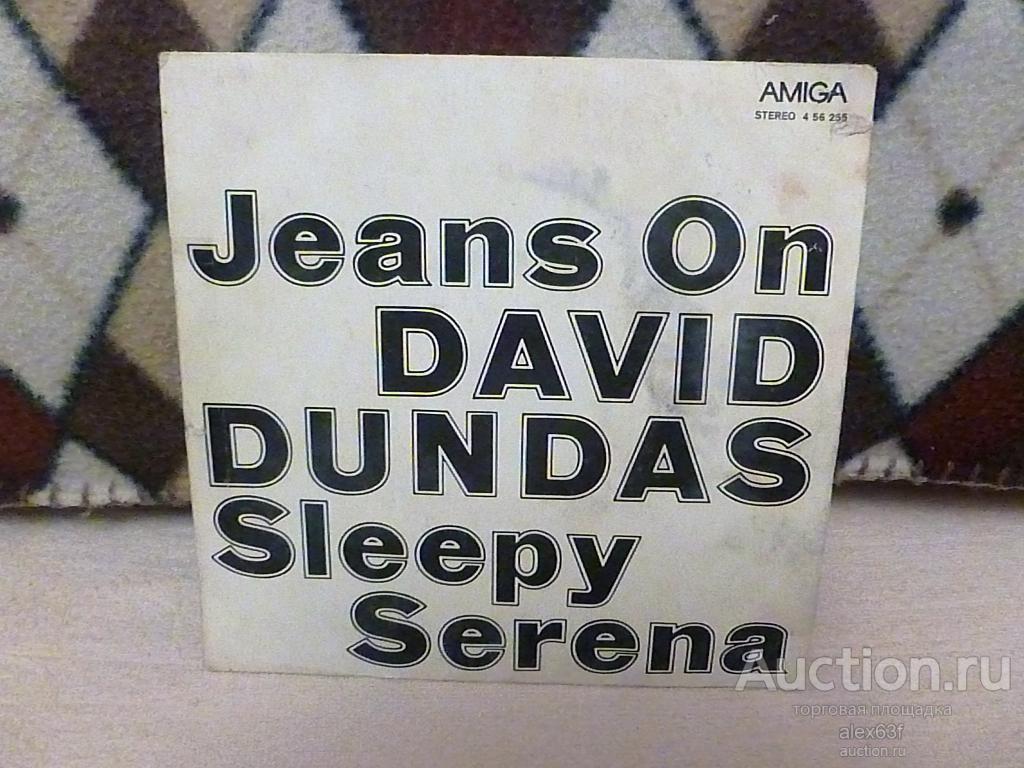 AMIGA
STEREO 4 56 255
Jeans On
DAVID
DUNDAS
Sleepy
Serena
Auction.ru
торговая площадка
alex63f
auction.ru